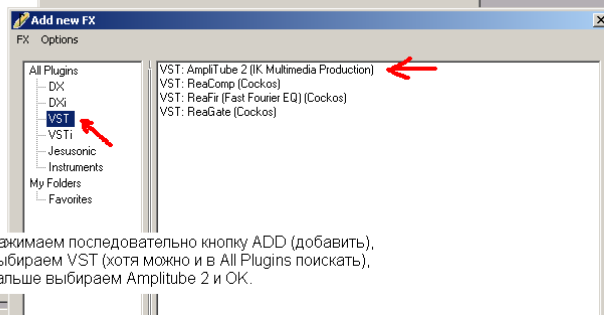 Add new FX
FX Options
All Plugins
DX
DXi
VST
VSTi
Jesusonic
Instruments
My Folders
Favorites
VST: AmpliTube 2 (IK Multimedia Production)
VST: ReaComp (Cockos)
VST: ReaFir (Fast Fourier EQ) (Cockos)
VST: ReaGate (Cockos)
ажимаем последовательно кнопку ADD (добавить),
ыбираем VST (хотя можно и в All Plugins поискать),
альше выбираем Amplitube 2 и OK.